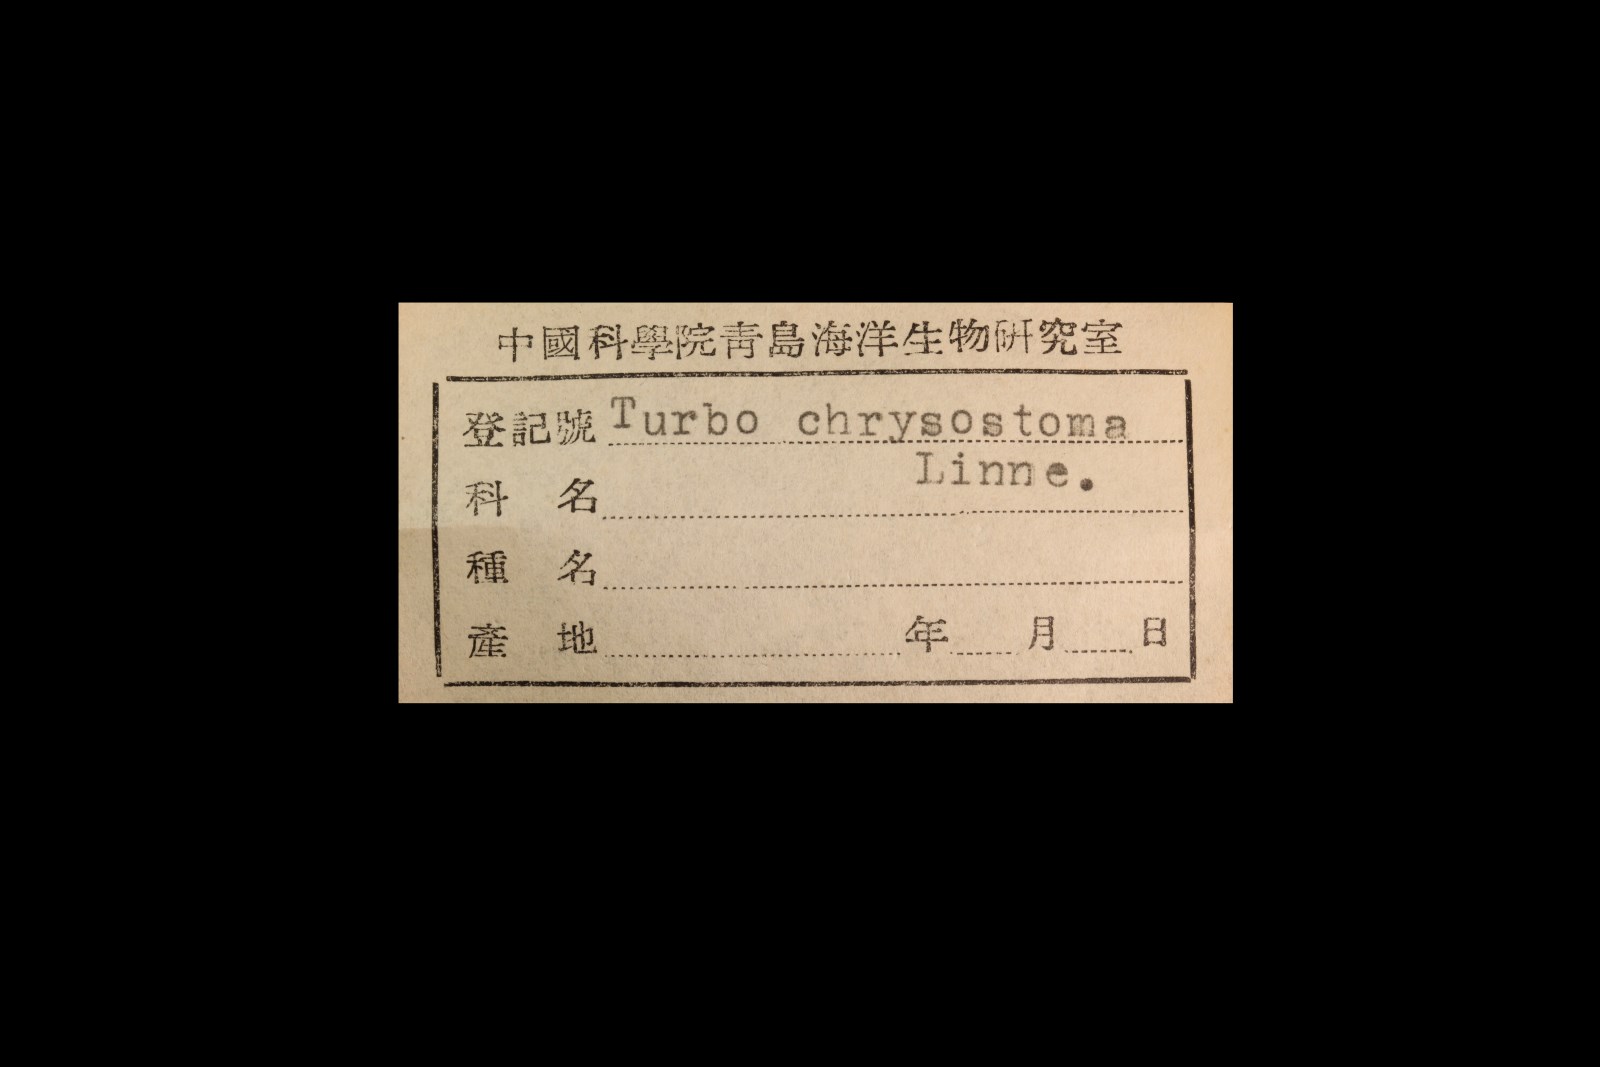 中國科學院青島海洋生物研究室
登記號 Turbo chrysostoma
Linne.
科 名
種 名
產 地 年 月 日